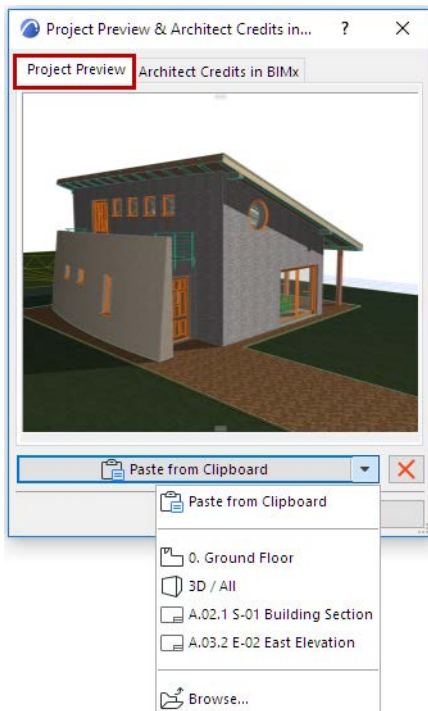 Project Preview & Architect Credits in... ?
Project Preview Architect Credits in BIMx
Paste from Clipboard
Paste from Clipboard
0. Ground Floor
3D / All
A.02.1 S-01 Building Section
A.03.2 E-02 East Elevation
Browse...